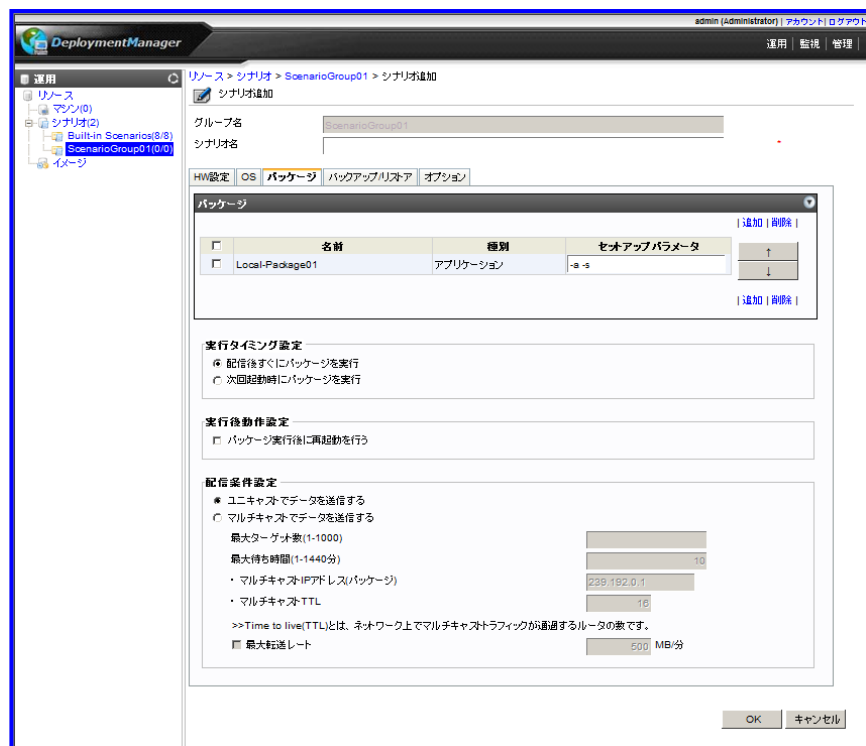 admin (Administrator) | アカウント | ログアウト
DeploymentManager
運用 | 監視 | 管理 |
運用
リソース
マシン(0)
シナリオ(2)
Built-in Scenarios(8/8)
ScenarioGroup01(0/0)
イメージ
リソース > シナリオ > ScenarioGroup01 > シナリオ追加
シナリオ追加
グループ名 ScenarioGroup01
シナリオ名 *
HW設定 OS パッケージ バックアップ/リストア オプション
パッケージ
| 追加 | 削除 |
名前 種別 セットアップパラメータ
Local-Package01 アプリケーション -a -s
↑
↓
| 追加 | 削除 |
実行タイミング設定
配信後すぐにパッケージを実行
次回起動時にパッケージを実行
実行後動作設定
パッケージ実行後に再起動を行う
配信条件設定
ユニキャストでデータを送信する
マルチキャストでデータを送信する
最大ターゲット数(1-1000)
最大待ち時間(1-1440分) 10
・ マルチキャストIPアドレス(パッケージ) 239.192.0.1
・ マルチキャストTTL 16
>>Time to live(TTL)とは、ネットワーク上でマルチキャストトラフィックが通過するルータの数です。
最大転送レート 500 MB/分
OK キャンセル